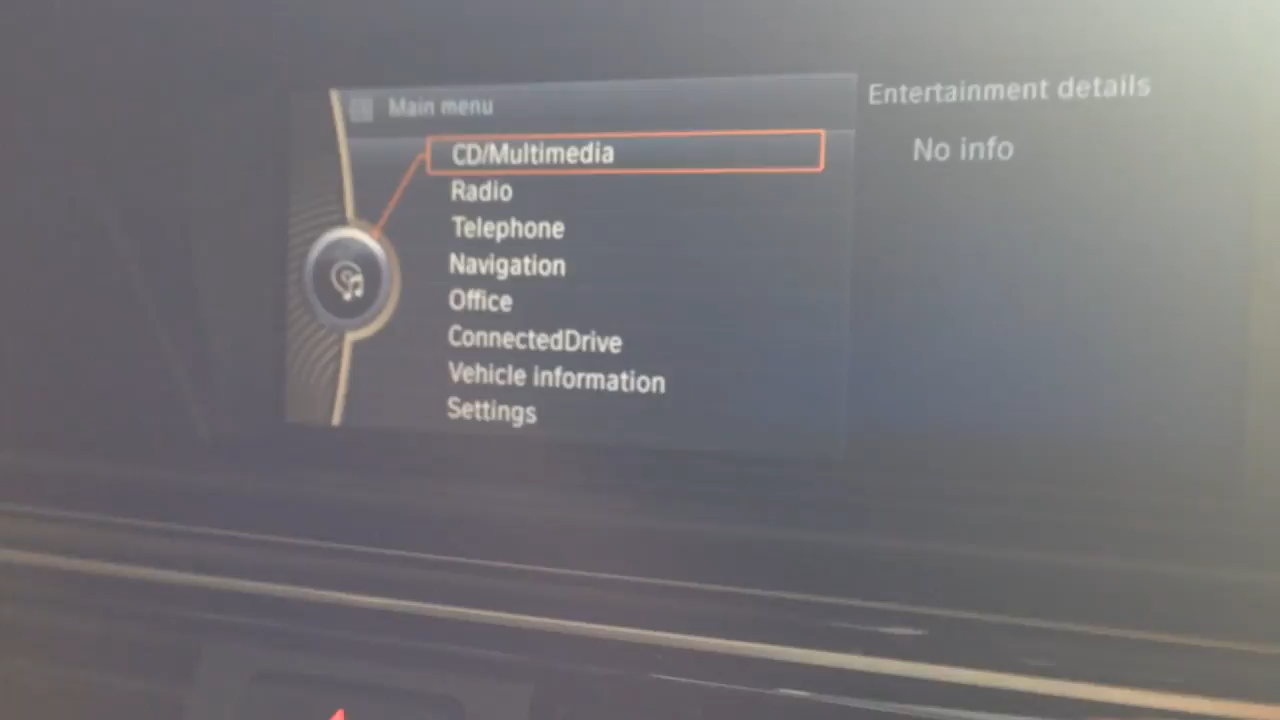 Main menu
CD/Multimedia
Radio
Telephone
Navigation
Office
ConnectedDrive
Vehicle information
Settings
Entertainment details
No info